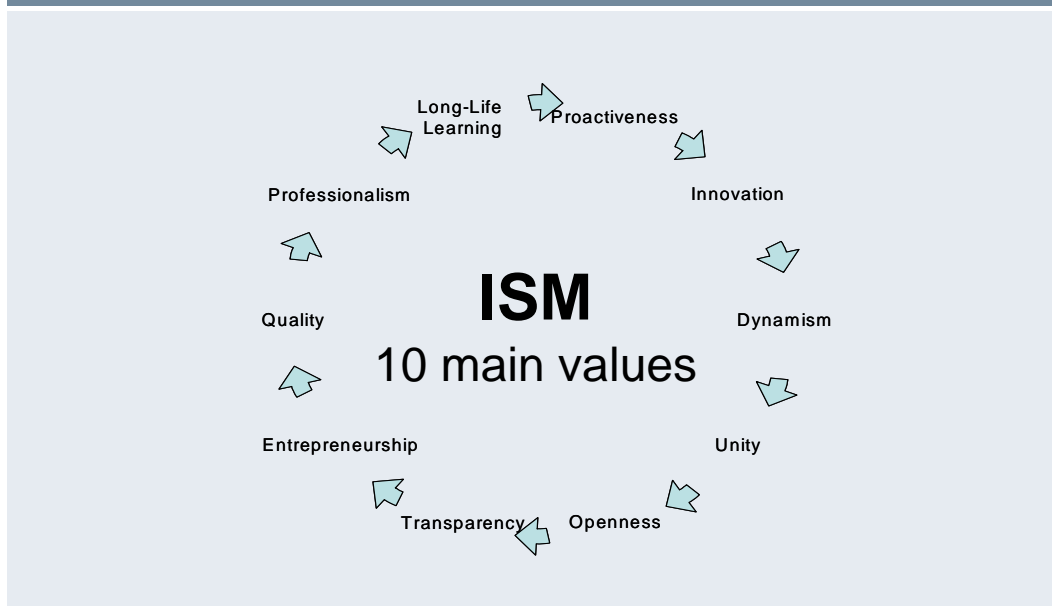 Long-Life
Learning
Proactiveness
Professionalism
Innovation
ISM
Quality
Dynamism
10 main values
Entrepreneurship
Unity
Transparency
Openness